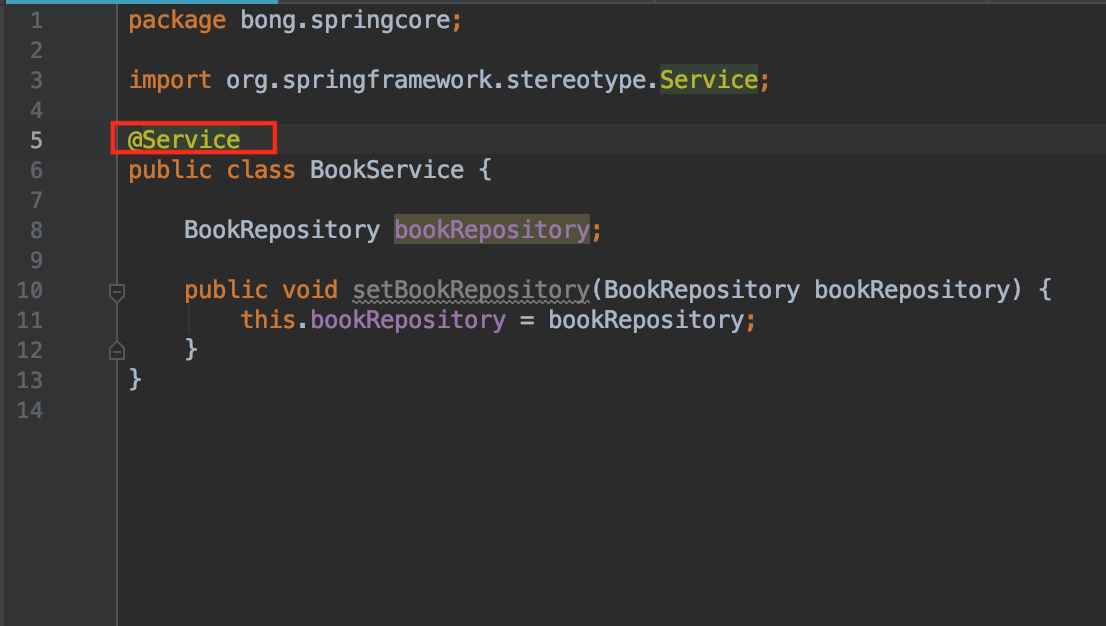 1 package bong.springcore;
2
3 import org.springframework.stereotype.Service;
4
5 @Service
6 public class BookService {
7
8     BookRepository bookRepository;
9
10     public void setBookRepository(BookRepository bookRepository) {
11         this.bookRepository = bookRepository;
12     }
13 }
14